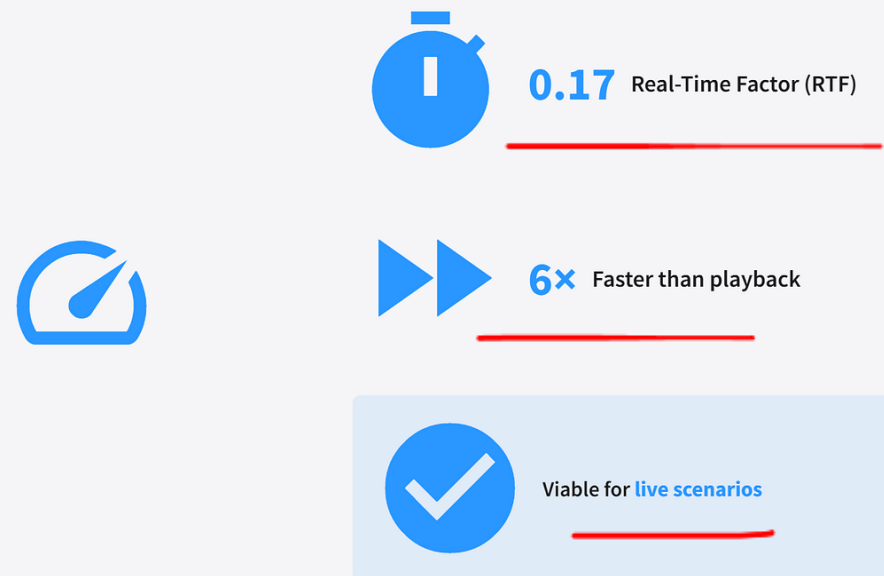 0.17 Real-Time Factor (RTF)
6× Faster than playback
Viable for live scenarios